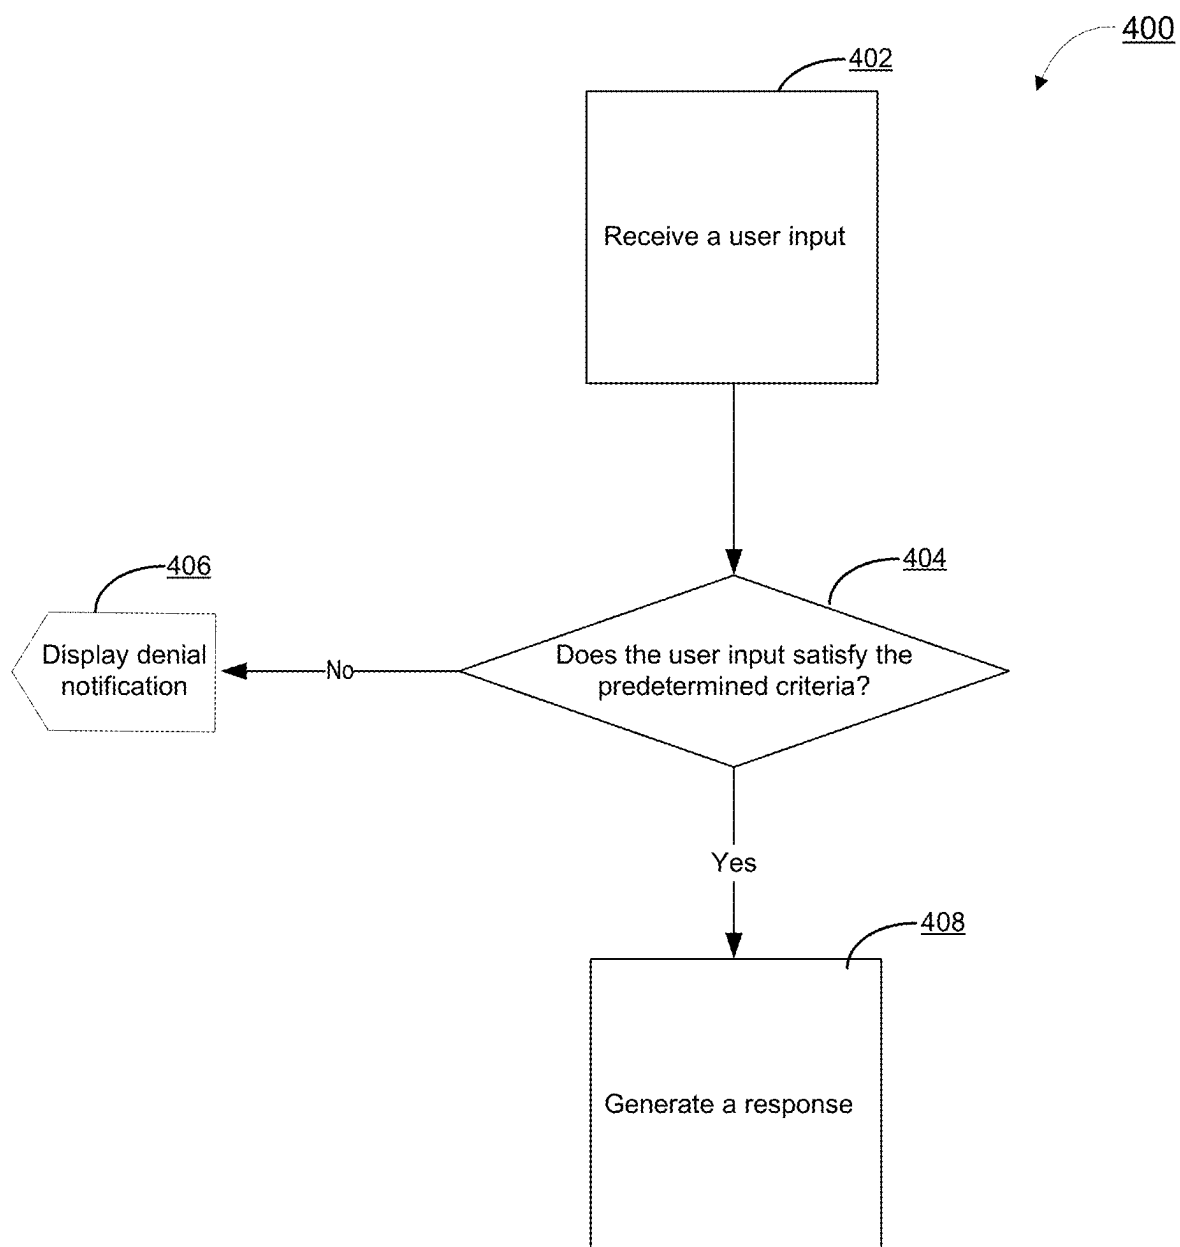 400
402
Receive a user input
404
406
Does the user input satisfy the
predetermined criteria?
Display denial
notification
No
Yes
408
Generate a response